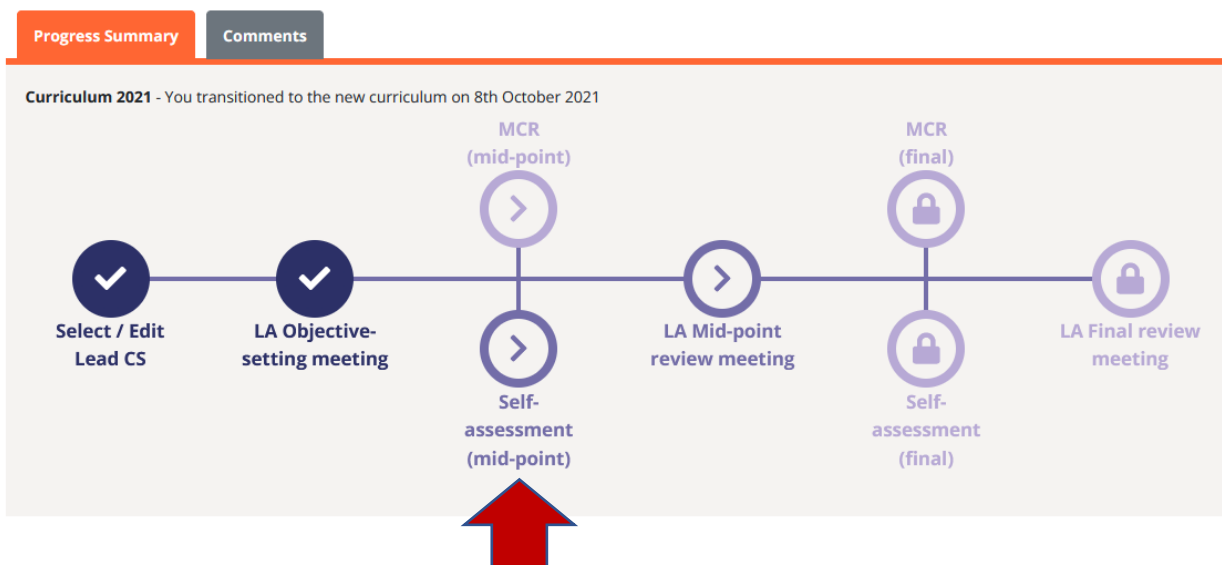 Progress Summary
Comments
Curriculum 2021 - You transitioned to the new curriculum on 8th October 2021
MCR
(mid-point)
MCR
(final)
Select / Edit
Lead CS
LA Objective-
setting meeting
LA Mid-point
review meeting
LA Final review
meeting
Self-
assessment
(mid-point)
Self-
assessment
(final)